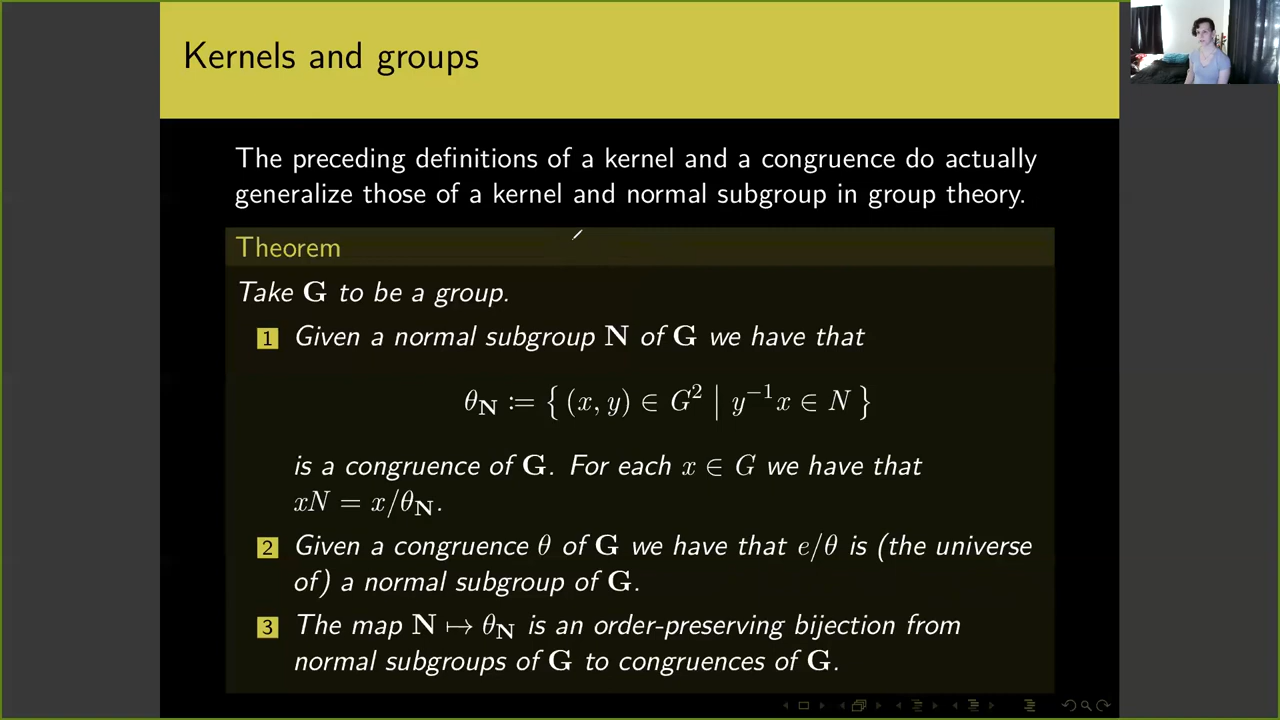 Kernels and groups
The preceding definitions of a kernel and a congruence do actually
generalize those of a kernel and normal subgroup in group theory.
Theorem
Take G to be a group.
1 Given a normal subgroup N of G we have that
θ_N := { (x, y) ∈ G² | y⁻¹x ∈ N }
is a congruence of G. For each x ∈ G we have that
xN = x/θ_N.
2 Given a congruence θ of G we have that e/θ is (the universe
of) a normal subgroup of G.
3 The map N ↦ θ_N is an order-preserving bijection from
normal subgroups of G to congruences of G.